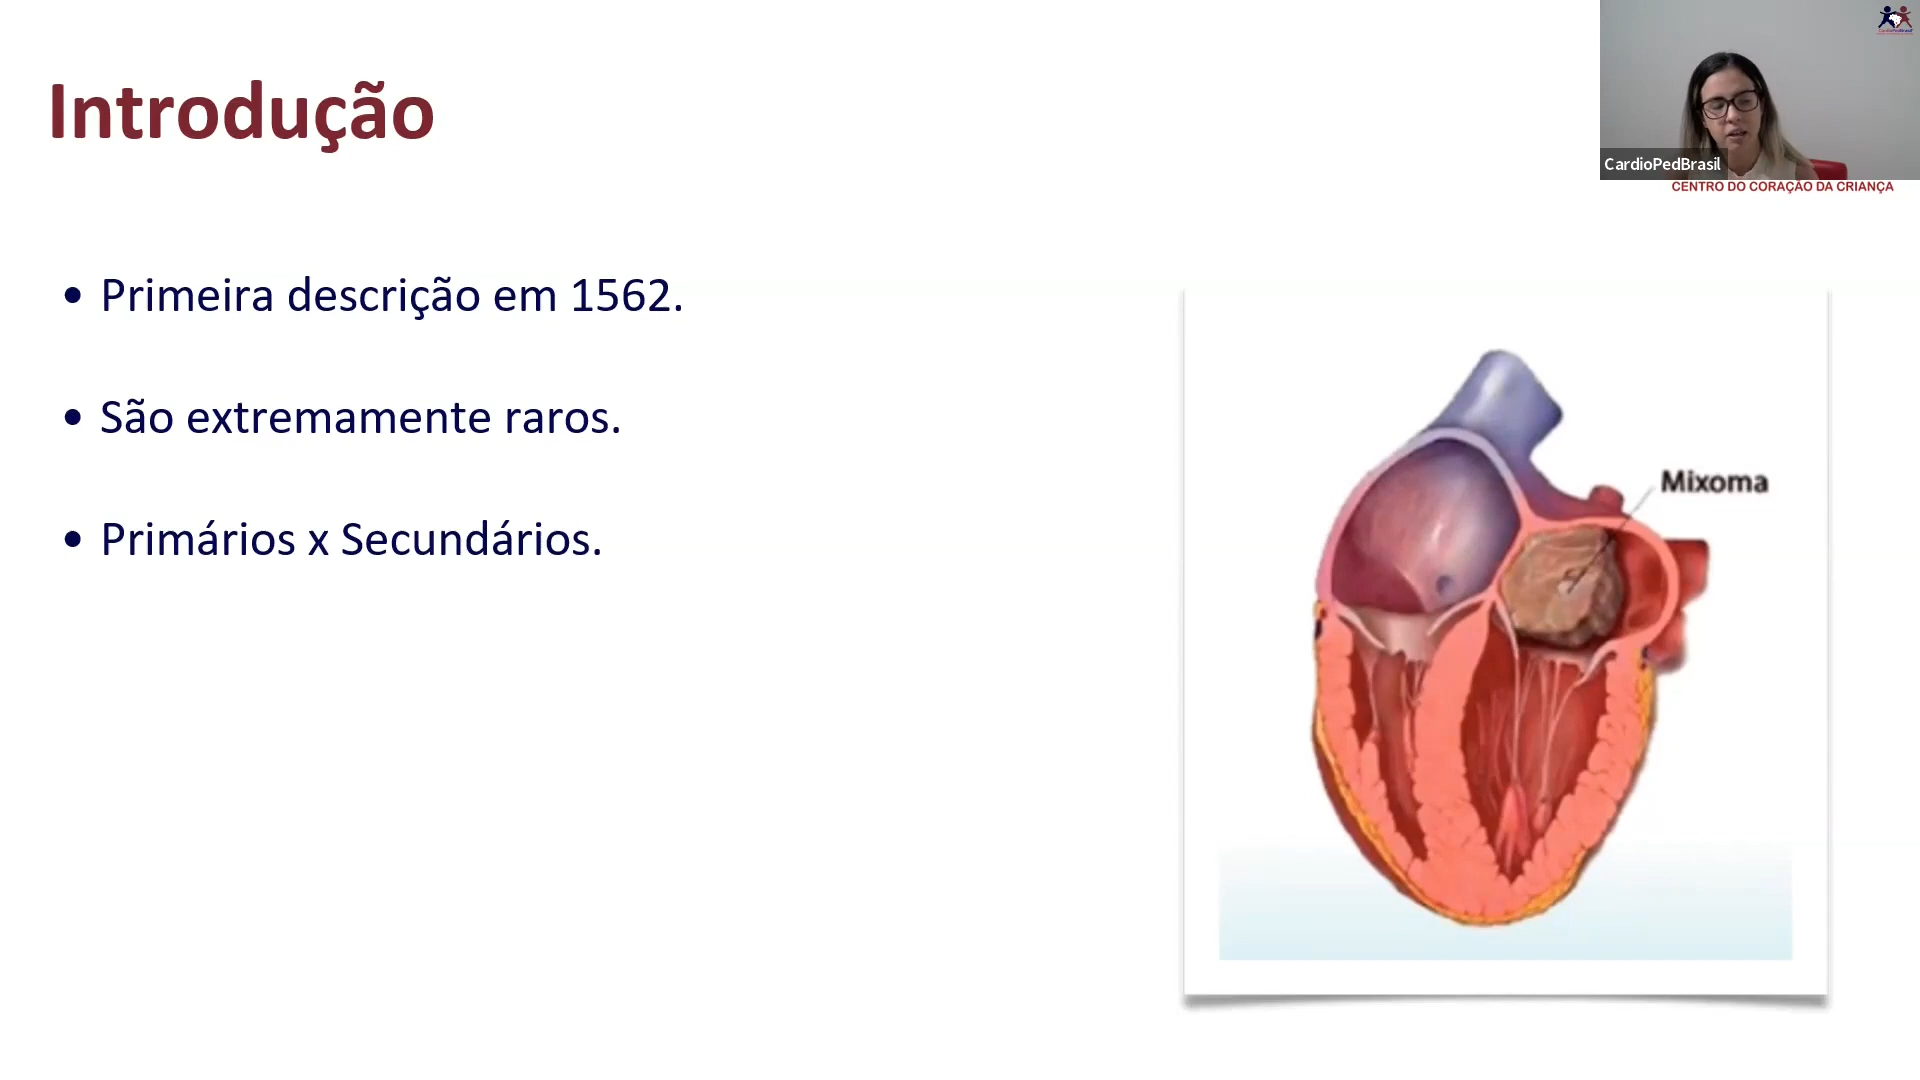 Introdução
CardioPedBrasil
CENTRO DO CORAÇÃO DA CRIANÇA
• Primeira descrição em 1562.
• São extremamente raros.
• Primários x Secundários.
Mixoma